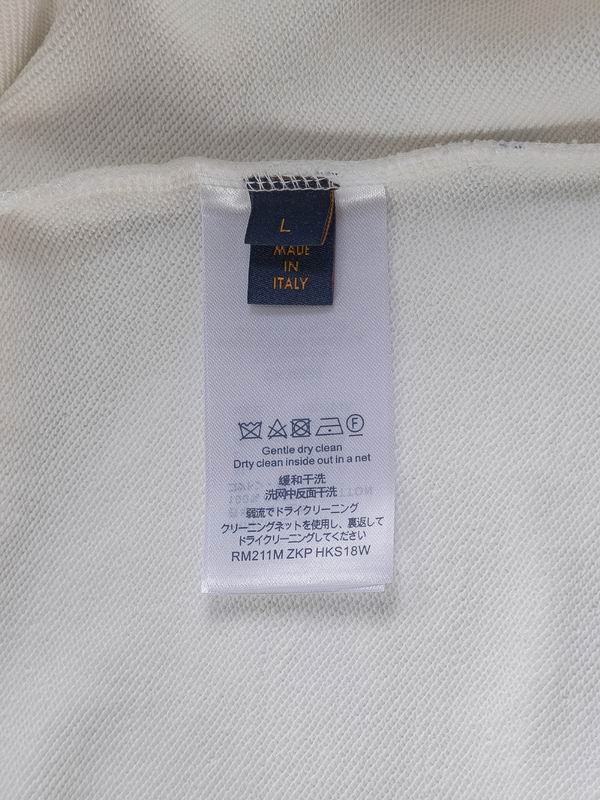 L
MADE
IN
ITALY
F
Gentle dry clean
Drty clean inside out in a net
缓和干洗
洗网中反面干洗
弱流でドライクリーニング
クリーニングネットを使用し、裏返して
ドライクリーニングしてください
RM211M ZKP HKS18W